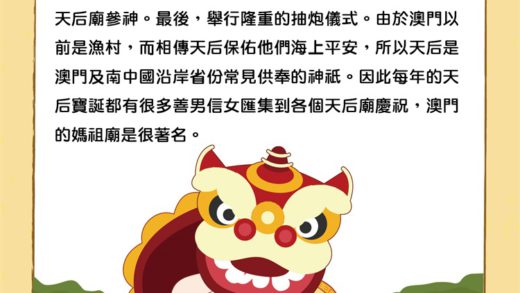 天后廟參神。最後，舉行隆重的抽炮儀式。由於澳門以
前是漁村，而相傳天后保佑他們海上平安，所以天后是
澳門及南中國沿岸省份常見供奉的神祇。因此每年的天
后寶誕都有很多善男信女匯集到各個天后廟慶祝，澳門
的媽祖廟是很著名。